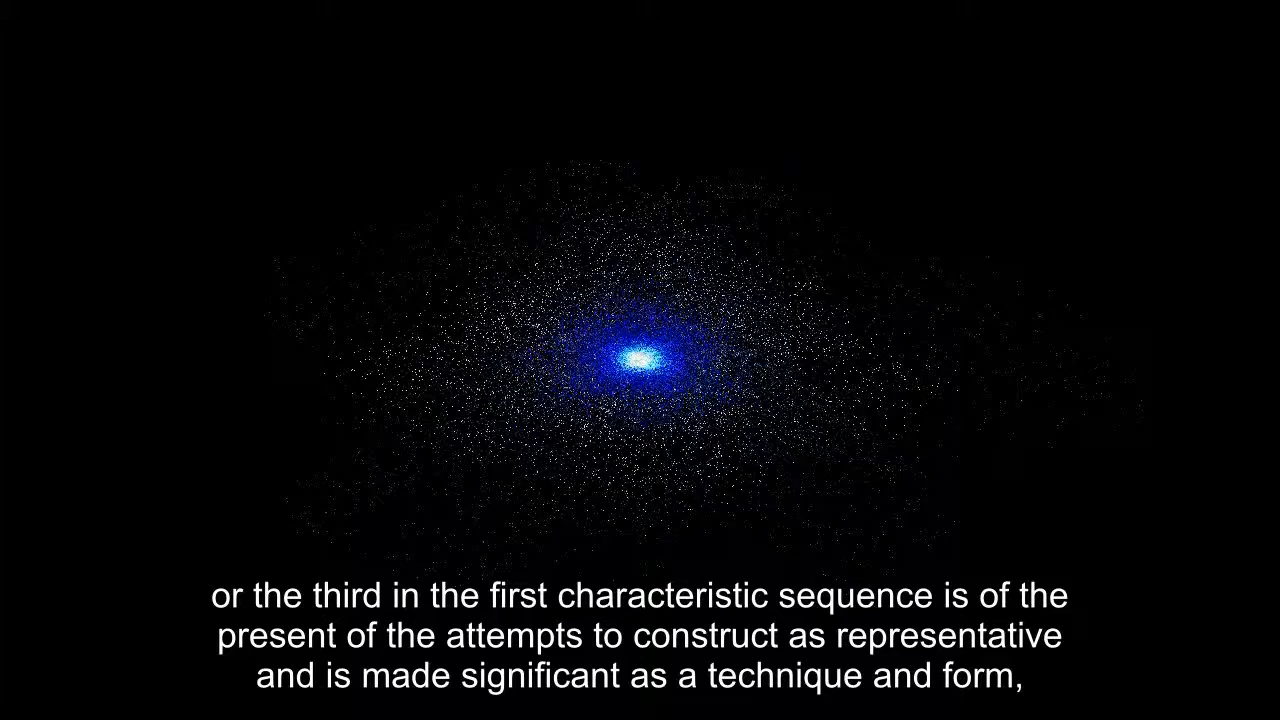 or the third in the first characteristic sequence is of the
present of the attempts to construct as representative
and is made significant as a technique and form,